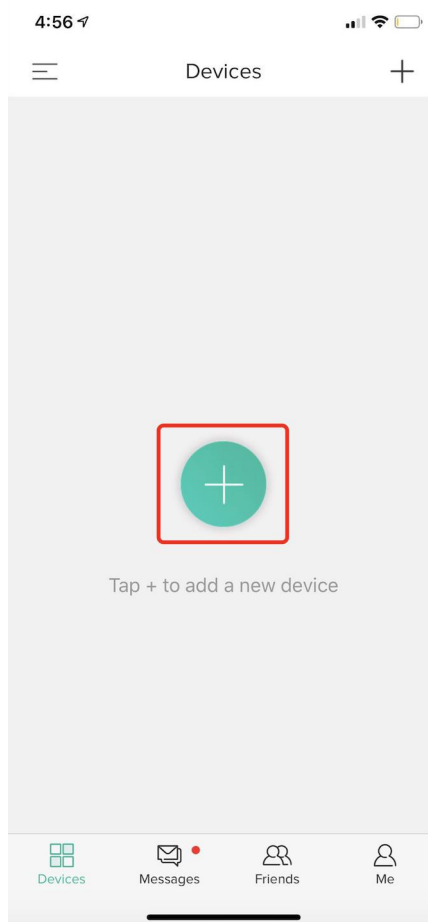 4:56
Devices
Tap + to add a new device
Devices
Messages
Friends
Me